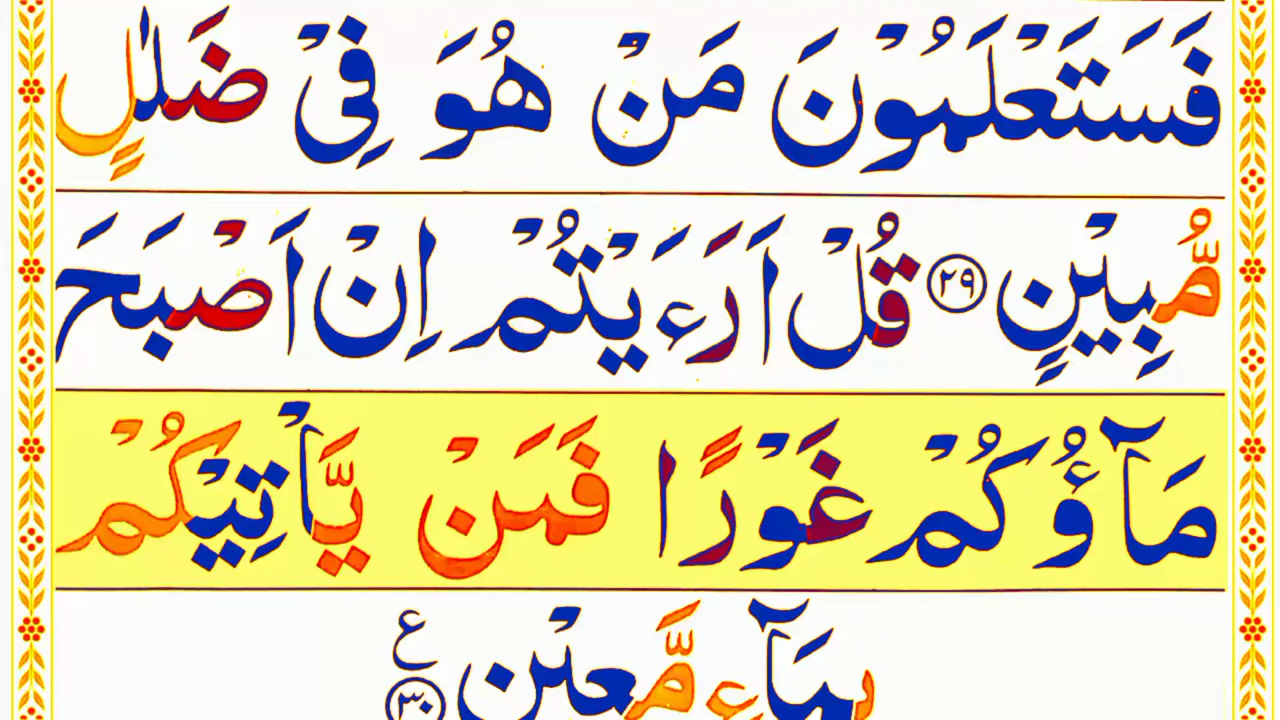 فَسَتَعْلَمُوْنَ مَنْ هُوَ فِیْ ضَلٰلٍ
مُّبِیْنٍ ﴿۲۹﴾ قُلْ اَرَءَیْتُمْ اِنْ اَصْبَحَ
مَآؤُكُمْ غَوْرًا فَمَنْ یَّاْتِیْكُمْ
بِمَآءٍ مَّعِیْنٍ ﴿۳۰﴾ ع